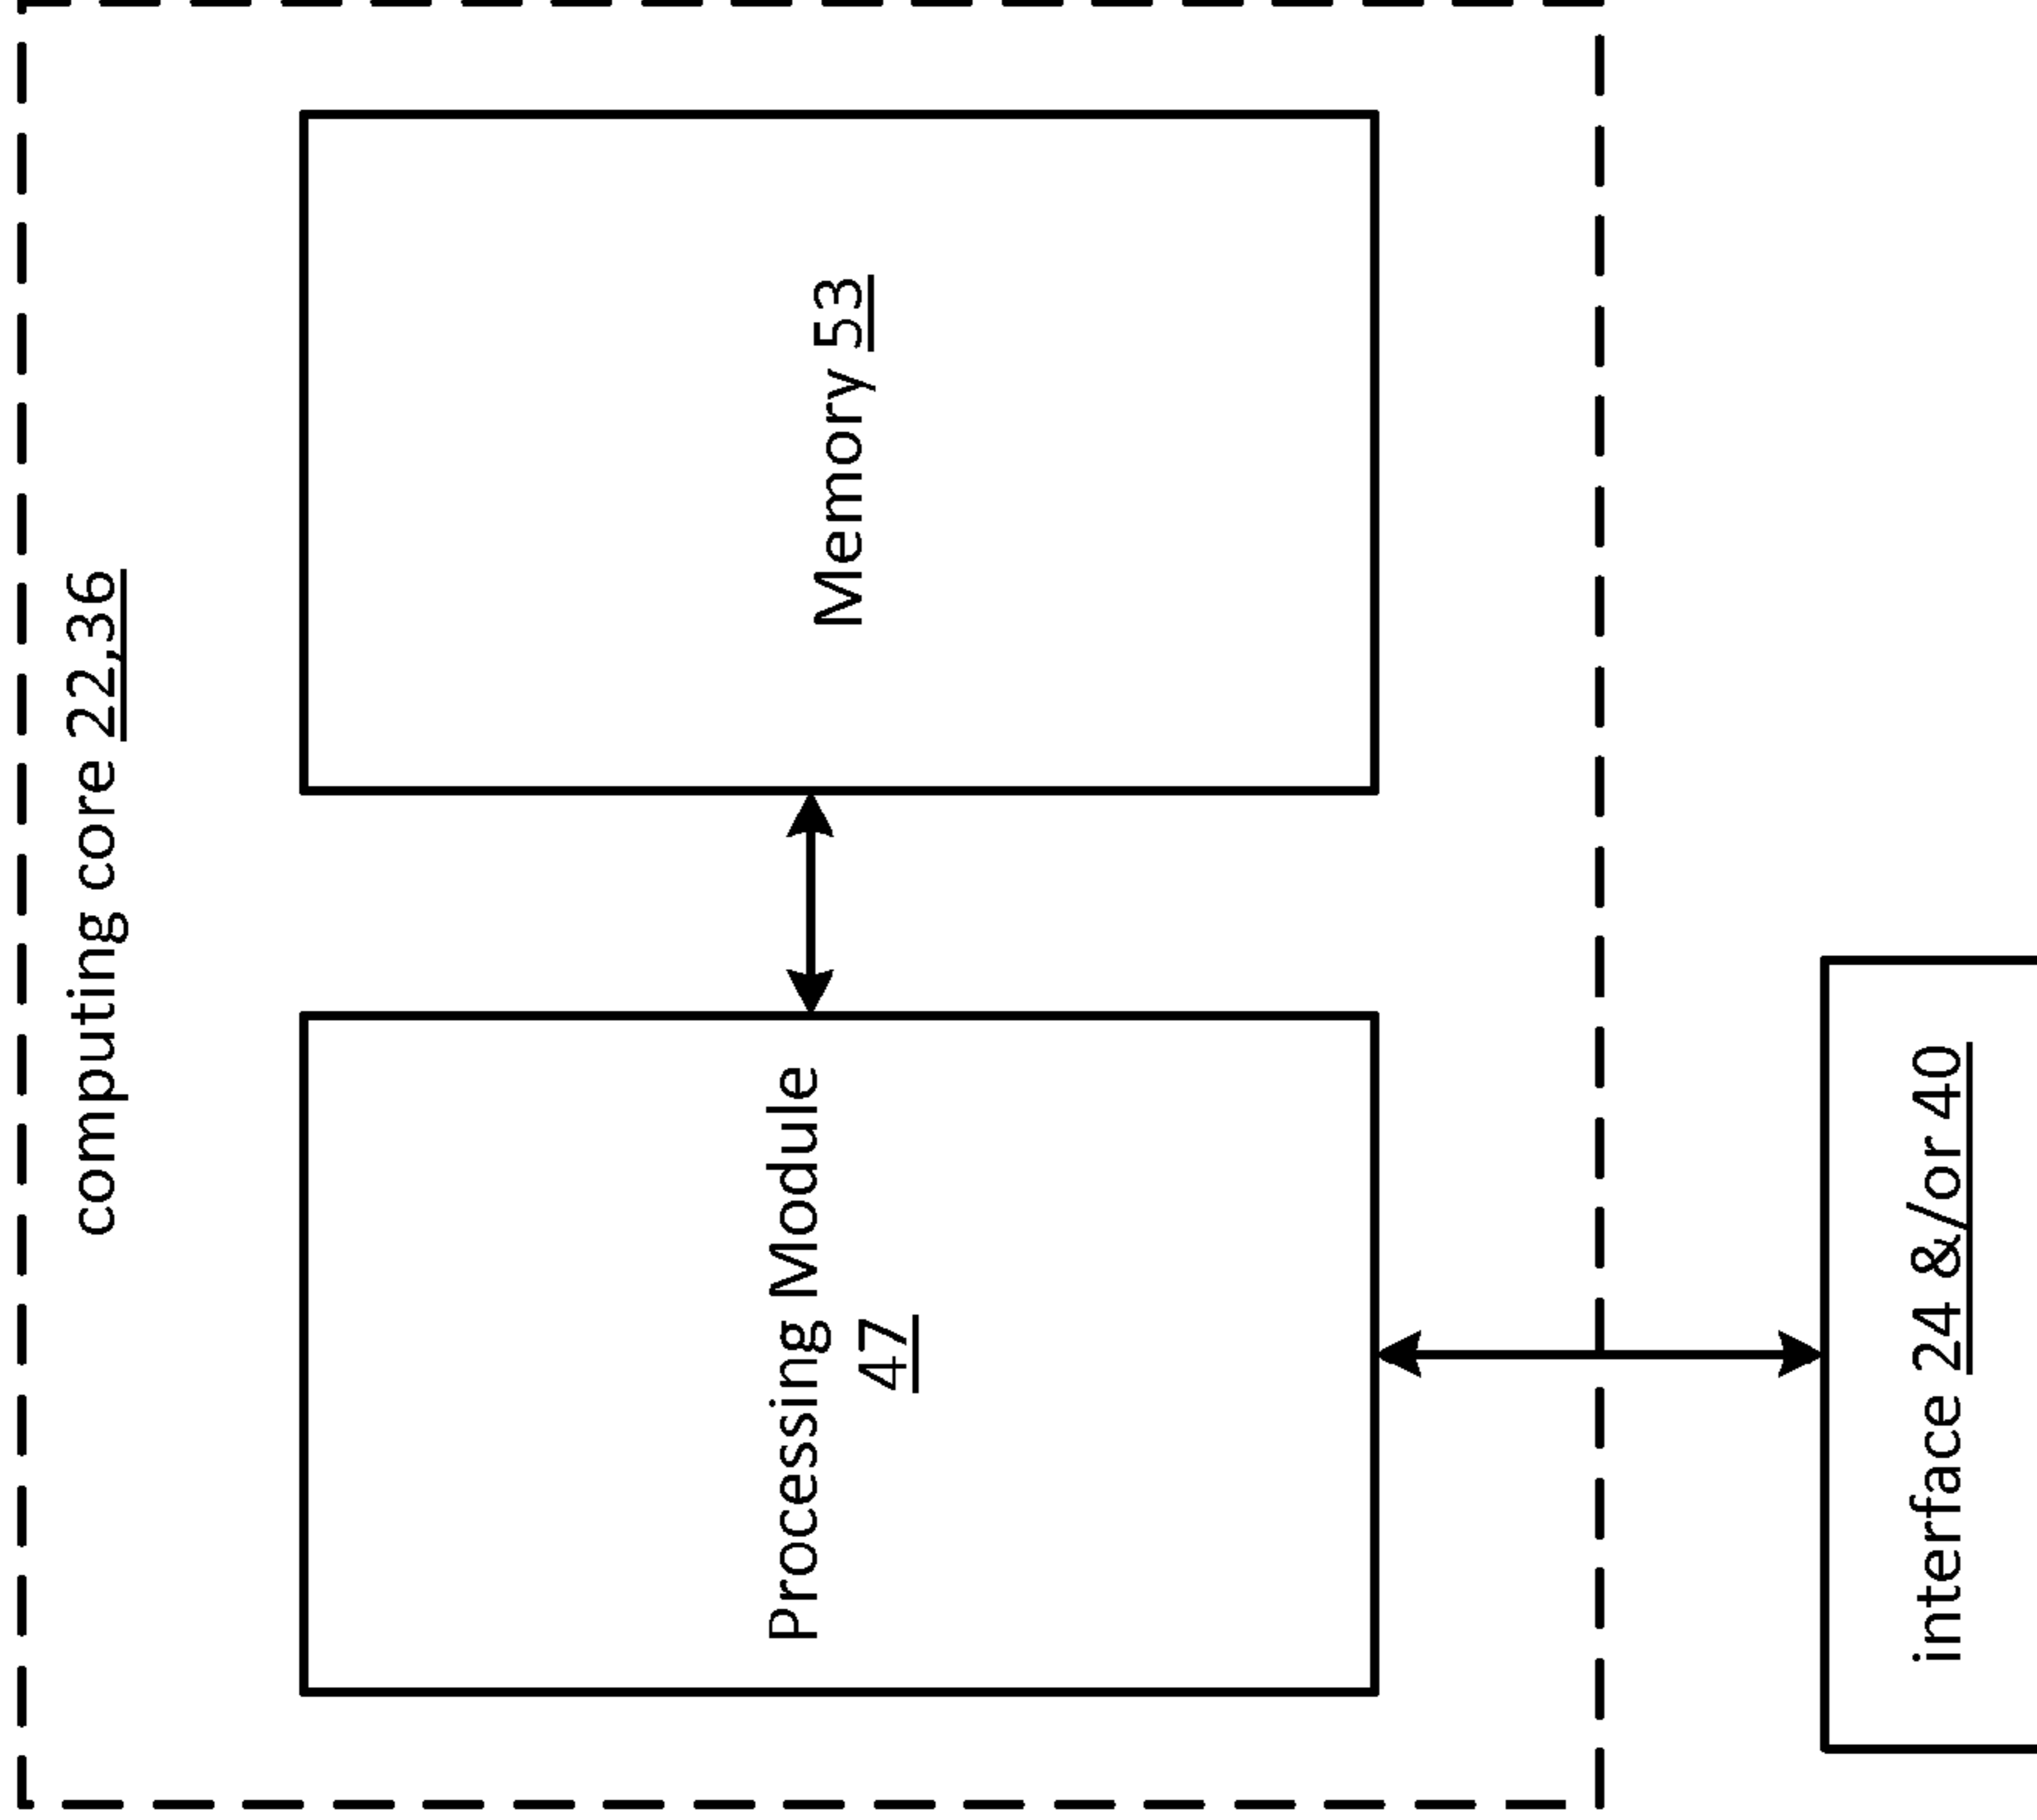 computing core 22,36
Processing Module
47
Memory 53
interface 24 &/or 40